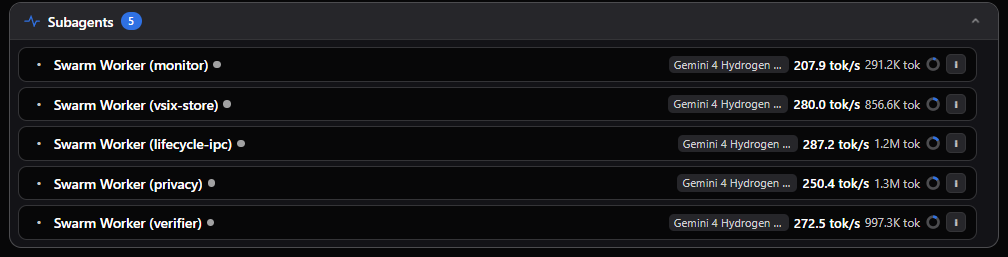 Subagents 5
Swarm Worker (monitor) Gemini 4 Hydrogen ... 207.9 tok/s 291.2K tok
Swarm Worker (vsix-store) Gemini 4 Hydrogen ... 280.0 tok/s 856.6K tok
Swarm Worker (lifecycle-ipc) Gemini 4 Hydrogen ... 287.2 tok/s 1.2M tok
Swarm Worker (privacy) Gemini 4 Hydrogen ... 250.4 tok/s 1.3M tok
Swarm Worker (verifier) Gemini 4 Hydrogen ... 272.5 tok/s 997.3K tok